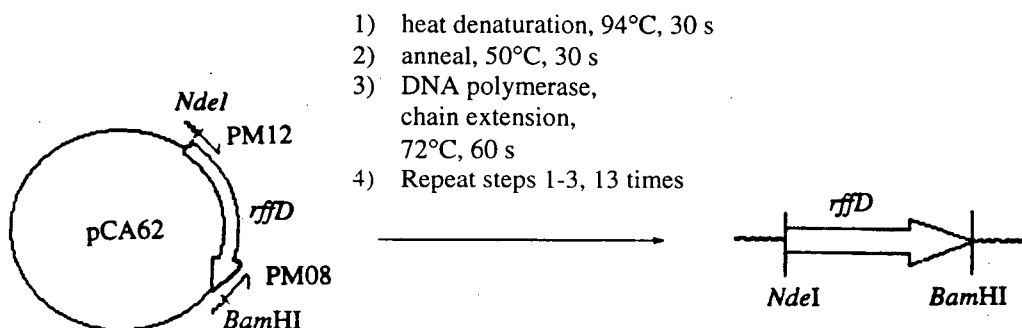 1) heat denaturation, 94°C, 30 s
2) anneal, 50°C, 30 s
3) DNA polymerase,
chain extension,
72°C, 60 s
4) Repeat steps 1-3, 13 times
NdeI
PM12
rffD
pCA62
PM08
BamHI
rffD
NdeI
BamHI